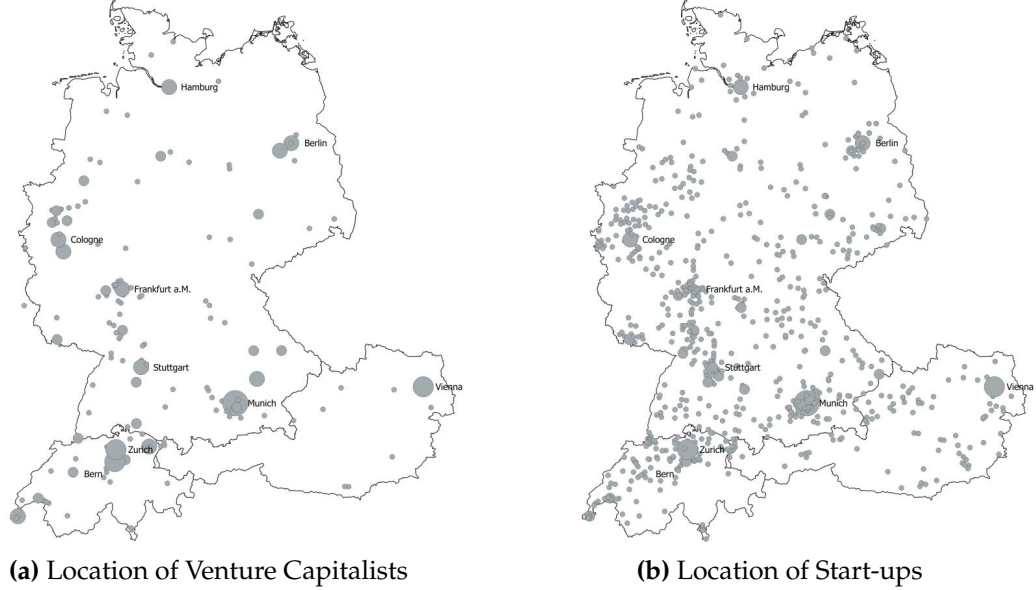 Hamburg
Berlin
Cologne
Frankfurt a.M.
Stuttgart
Vienna
Munich
Zurich
Bern
(a) Location of Venture Capitalists
Hamburg
Berlin
Cologne
Frankfurt a.M.
Stuttgart
Vienna
Munich
Zurich
Bern
(b) Location of Start-ups